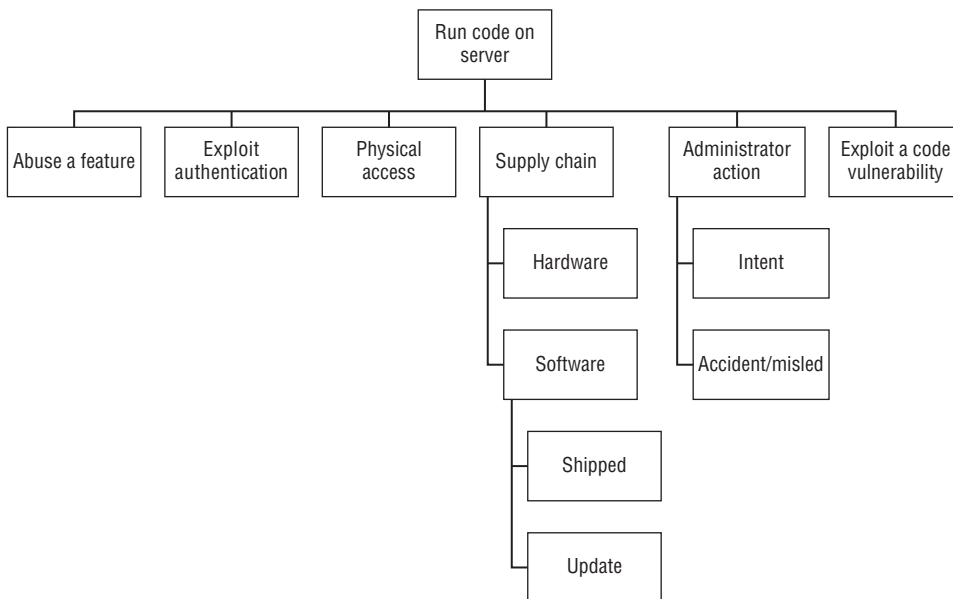 Run code on
server
Abuse a feature
Exploit
authentication
Physical
access
Supply chain
Administrator
action
Exploit a code
vulnerability
Hardware
Intent
Software
Accident/misled
Shipped
Update